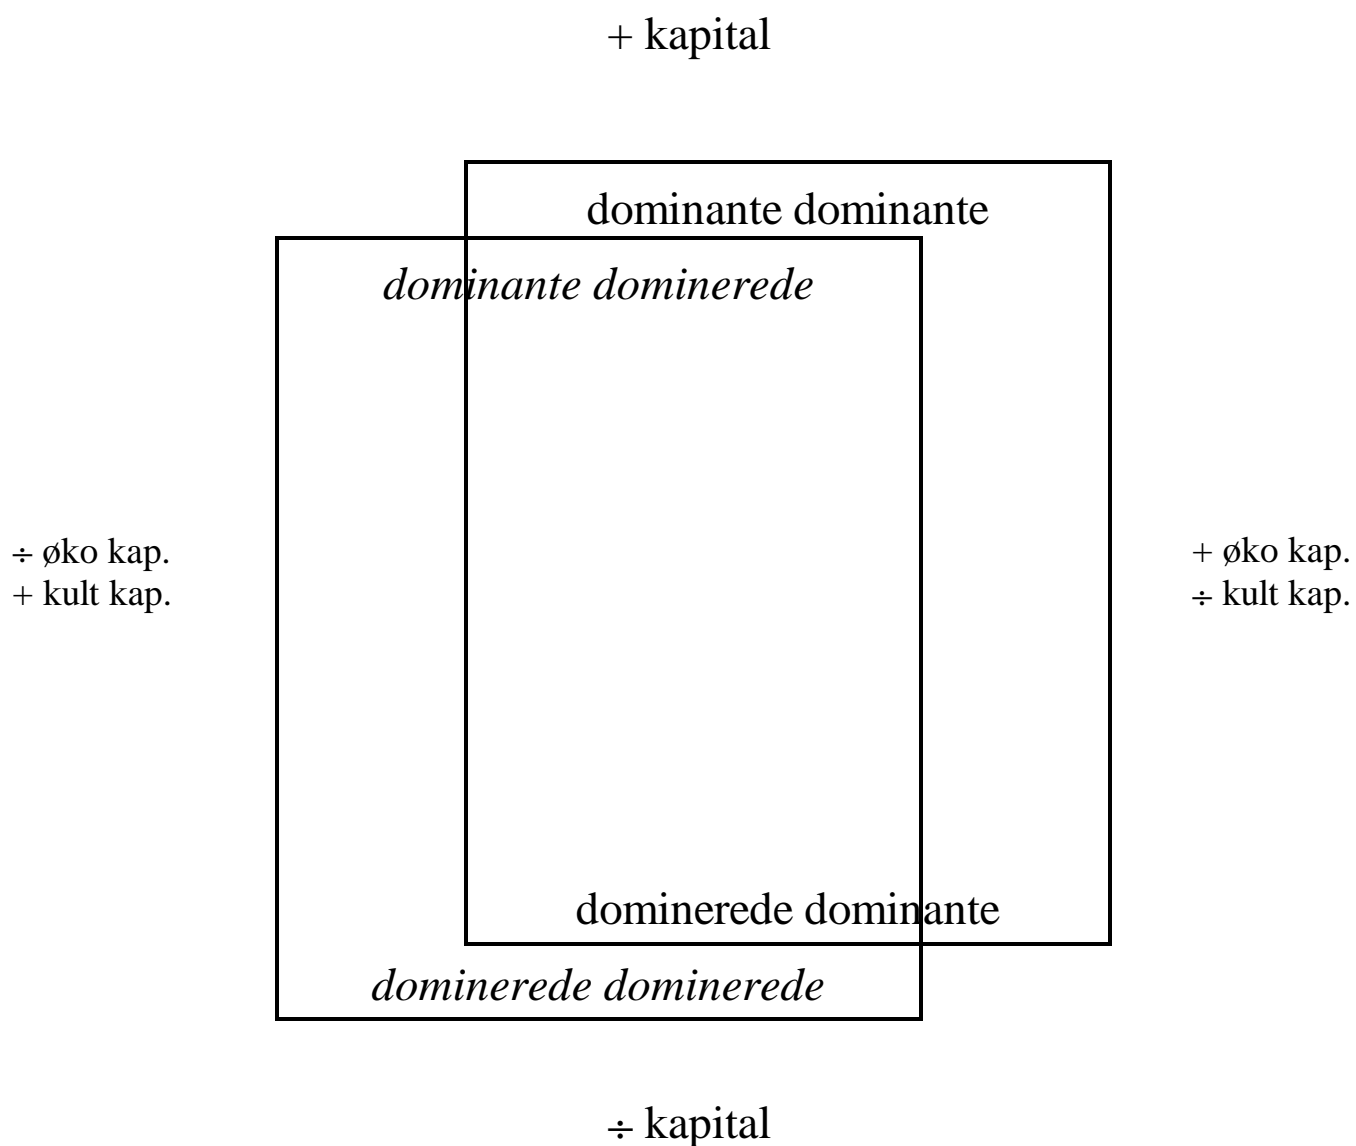 + kapital
dominante dominante
dominante dominerede
÷ øko kap.
+ kult kap.
+ øko kap.
÷ kult kap.
dominerede dominante
dominerede dominerede
÷ kapital